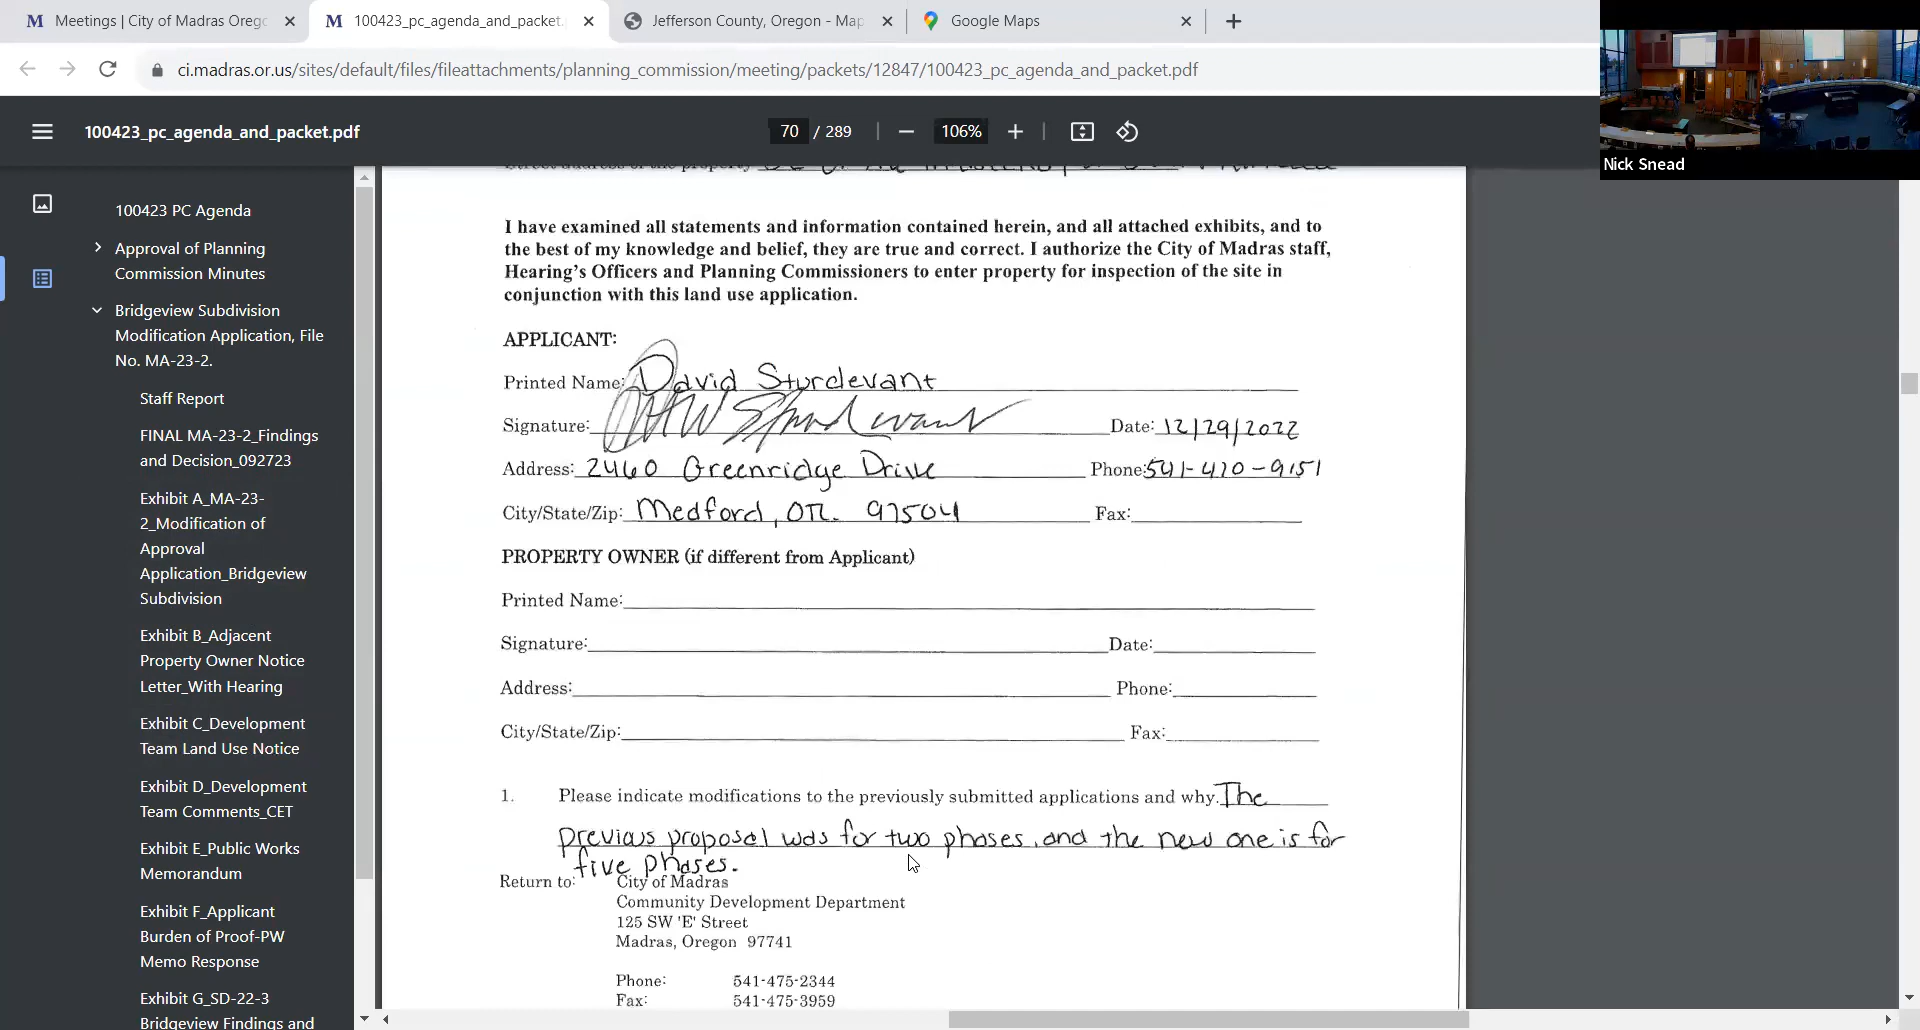 Meetings | City of Madras Orego
100423_pc_agenda_and_packet.
Jefferson County, Oregon - Map
Google Maps
ci.madras.or.us/sites/default/files/fileattachments/planning_commission/meeting/packets/12847/100423_pc_agenda_and_packet.pdf
Nick Snead
100423_pc_agenda_and_packet.pdf
70 / 289
106%
100423 PC Agenda
Approval of Planning
Commission Minutes
Bridgeview Subdivision
Modification Application, File
No. MA-23-2.
Staff Report
FINAL MA-23-2_Findings
and Decision_092723
Exhibit A_MA-23-
2_Modification of
Approval
Application_Bridgeview
Subdivision
Exhibit B_Adjacent
Property Owner Notice
Letter_With Hearing
Exhibit C_Development
Team Land Use Notice
Exhibit D_Development
Team Comments_CET
Exhibit E_Public Works
Memorandum
Exhibit F_Applicant
Burden of Proof-PW
Memo Response
Exhibit G_SD-22-3
Bridgeview Findings and
Street address of the property
I have examined all statements and information contained herein, and all attached exhibits, and to
the best of my knowledge and belief, they are true and correct. I authorize the City of Madras staff,
Hearing's Officers and Planning Commissioners to enter property for inspection of the site in
conjunction with this land use application.
APPLICANT:
Printed Name: David Sturdevant
Signature: Date: 12/29/2022
Address: 2460 Greenridge Drive Phone: 541-410-9151
City/State/Zip: Medford, OR. 97504 Fax:
PROPERTY OWNER (if different from Applicant)
Printed Name:
Signature: Date:
Address: Phone:
City/State/Zip: Fax:
1. Please indicate modifications to the previously submitted applications and why. The
previous proposal was for two phases, and the new one is for
five phases.
Return to: City of Madras
Community Development Department
125 SW 'E' Street
Madras, Oregon 97741
Phone: 541-475-2344
Fax: 541-475-3959